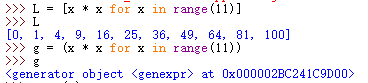 >>> L = [x * x for x in range(11)]
>>> L
[0, 1, 4, 9, 16, 25, 36, 49, 64, 81, 100]
>>> g = (x * x for x in range(11))
>>> g
<generator object <genexpr> at 0x000002BC241C9D00>